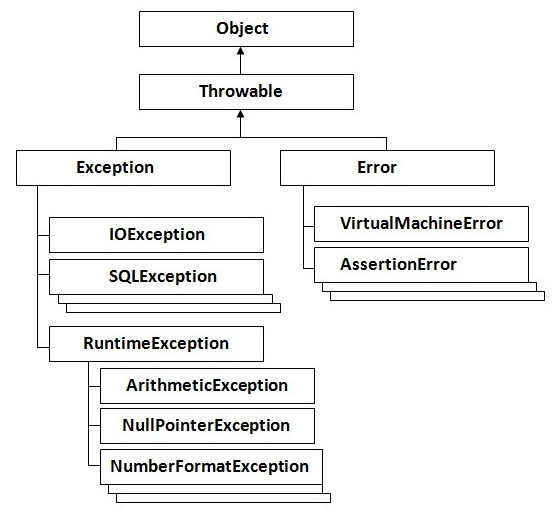 Object
Throwable
Exception
Error
IOException
SQLException
RuntimeException
ArithmeticException
NullPointerException
NumberFormatException
VirtualMachineError
AssertionError